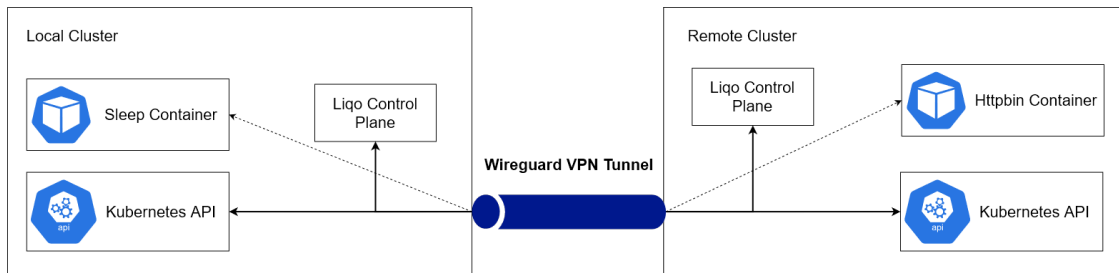 Local Cluster
Sleep Container
Liqo Control
Plane
Kubernetes API
api
Wireguard VPN Tunnel
Remote Cluster
Liqo Control
Plane
Httpbin Container
Kubernetes API
api